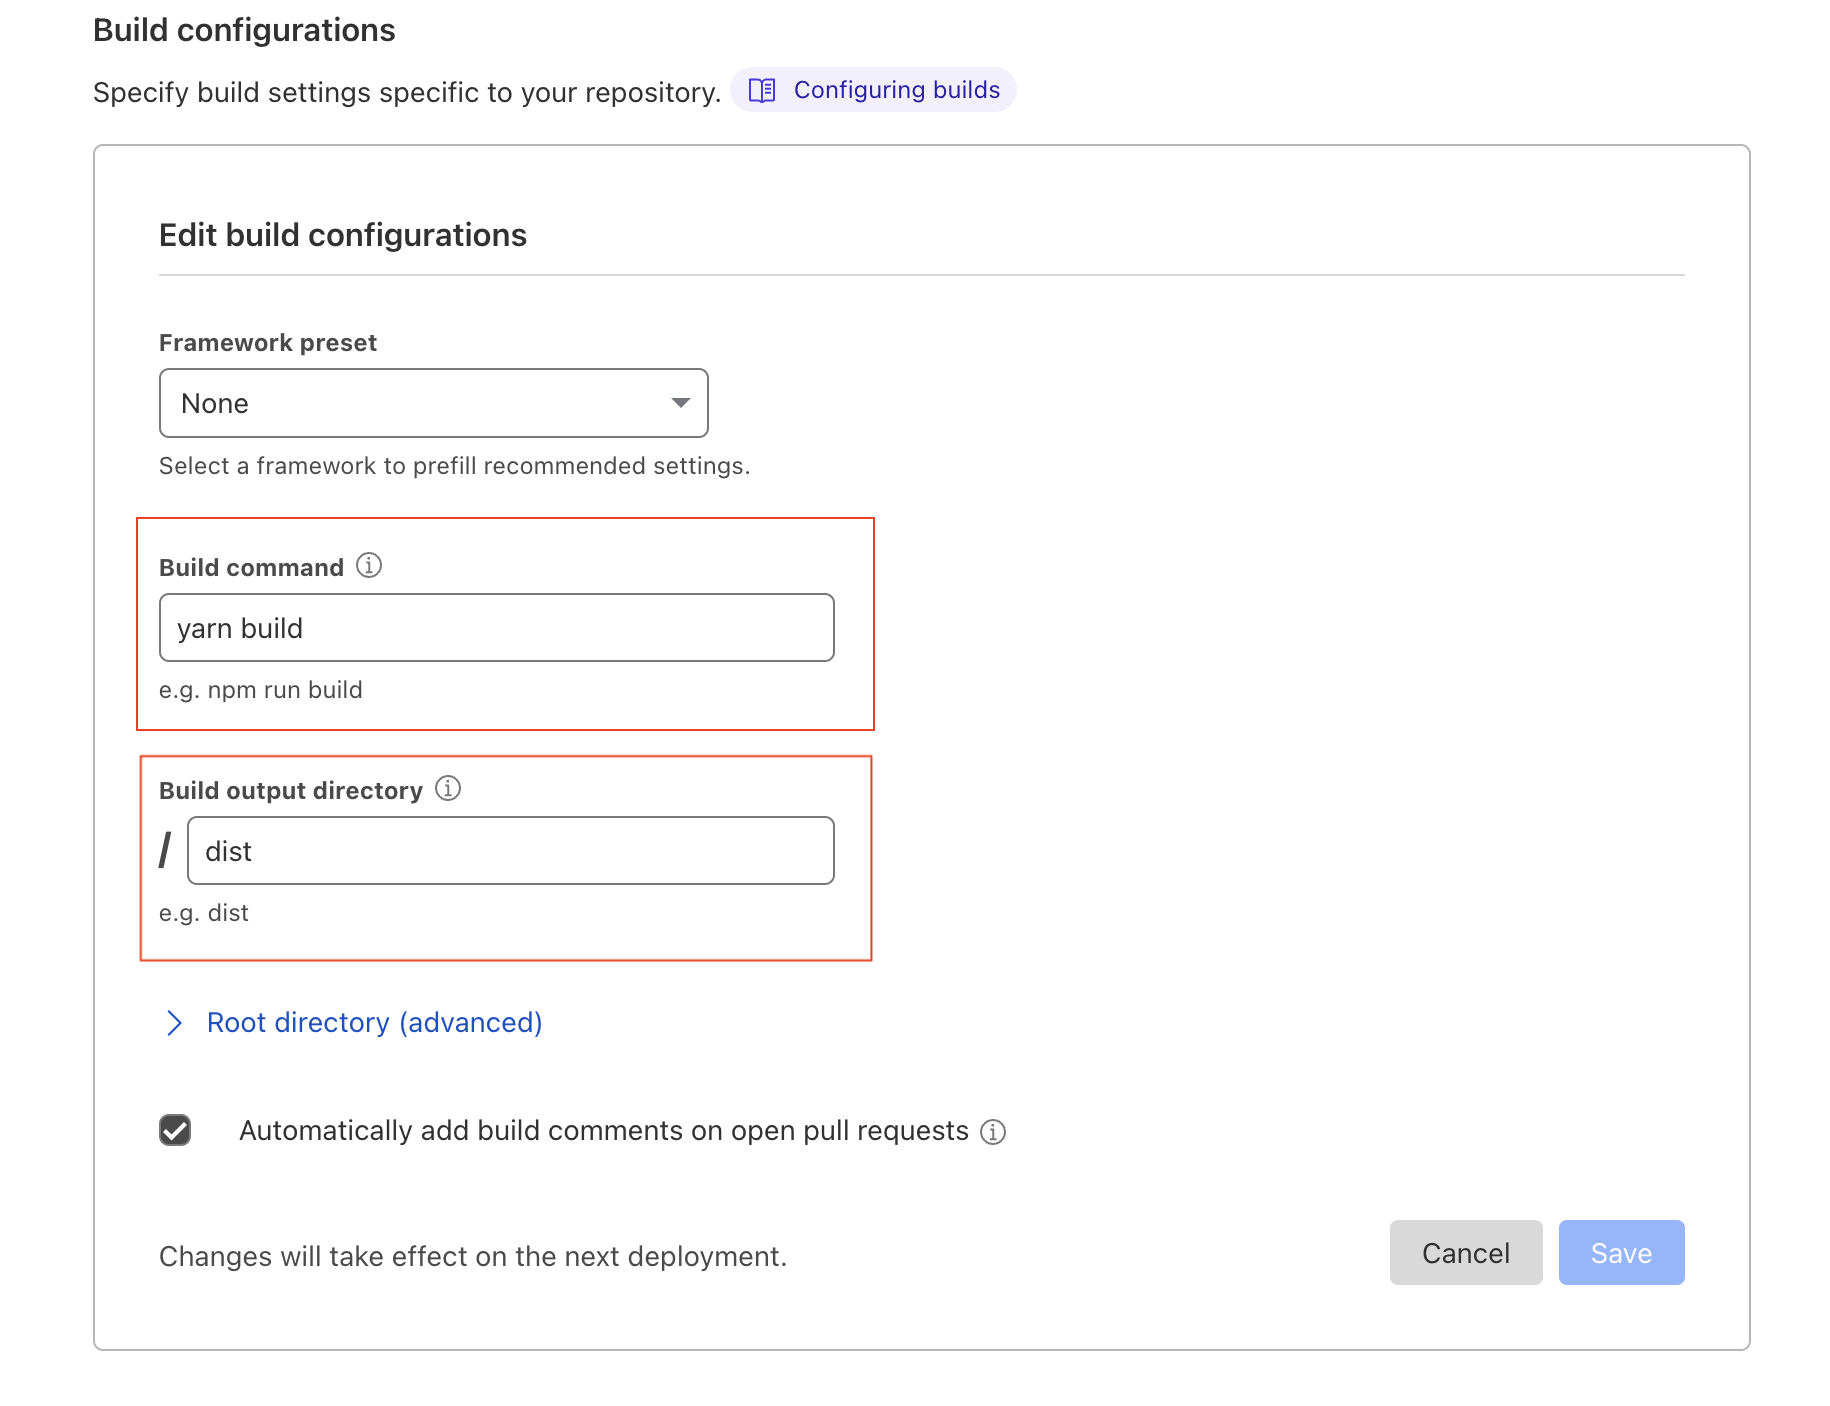 Build configurations
Specify build settings specific to your repository. Configuring builds
Edit build configurations
Framework preset
None
Select a framework to prefill recommended settings.
Build command
yarn build
e.g. npm run build
Build output directory
/ dist
e.g. dist
Root directory (advanced)
Automatically add build comments on open pull requests
Changes will take effect on the next deployment. Cancel Save